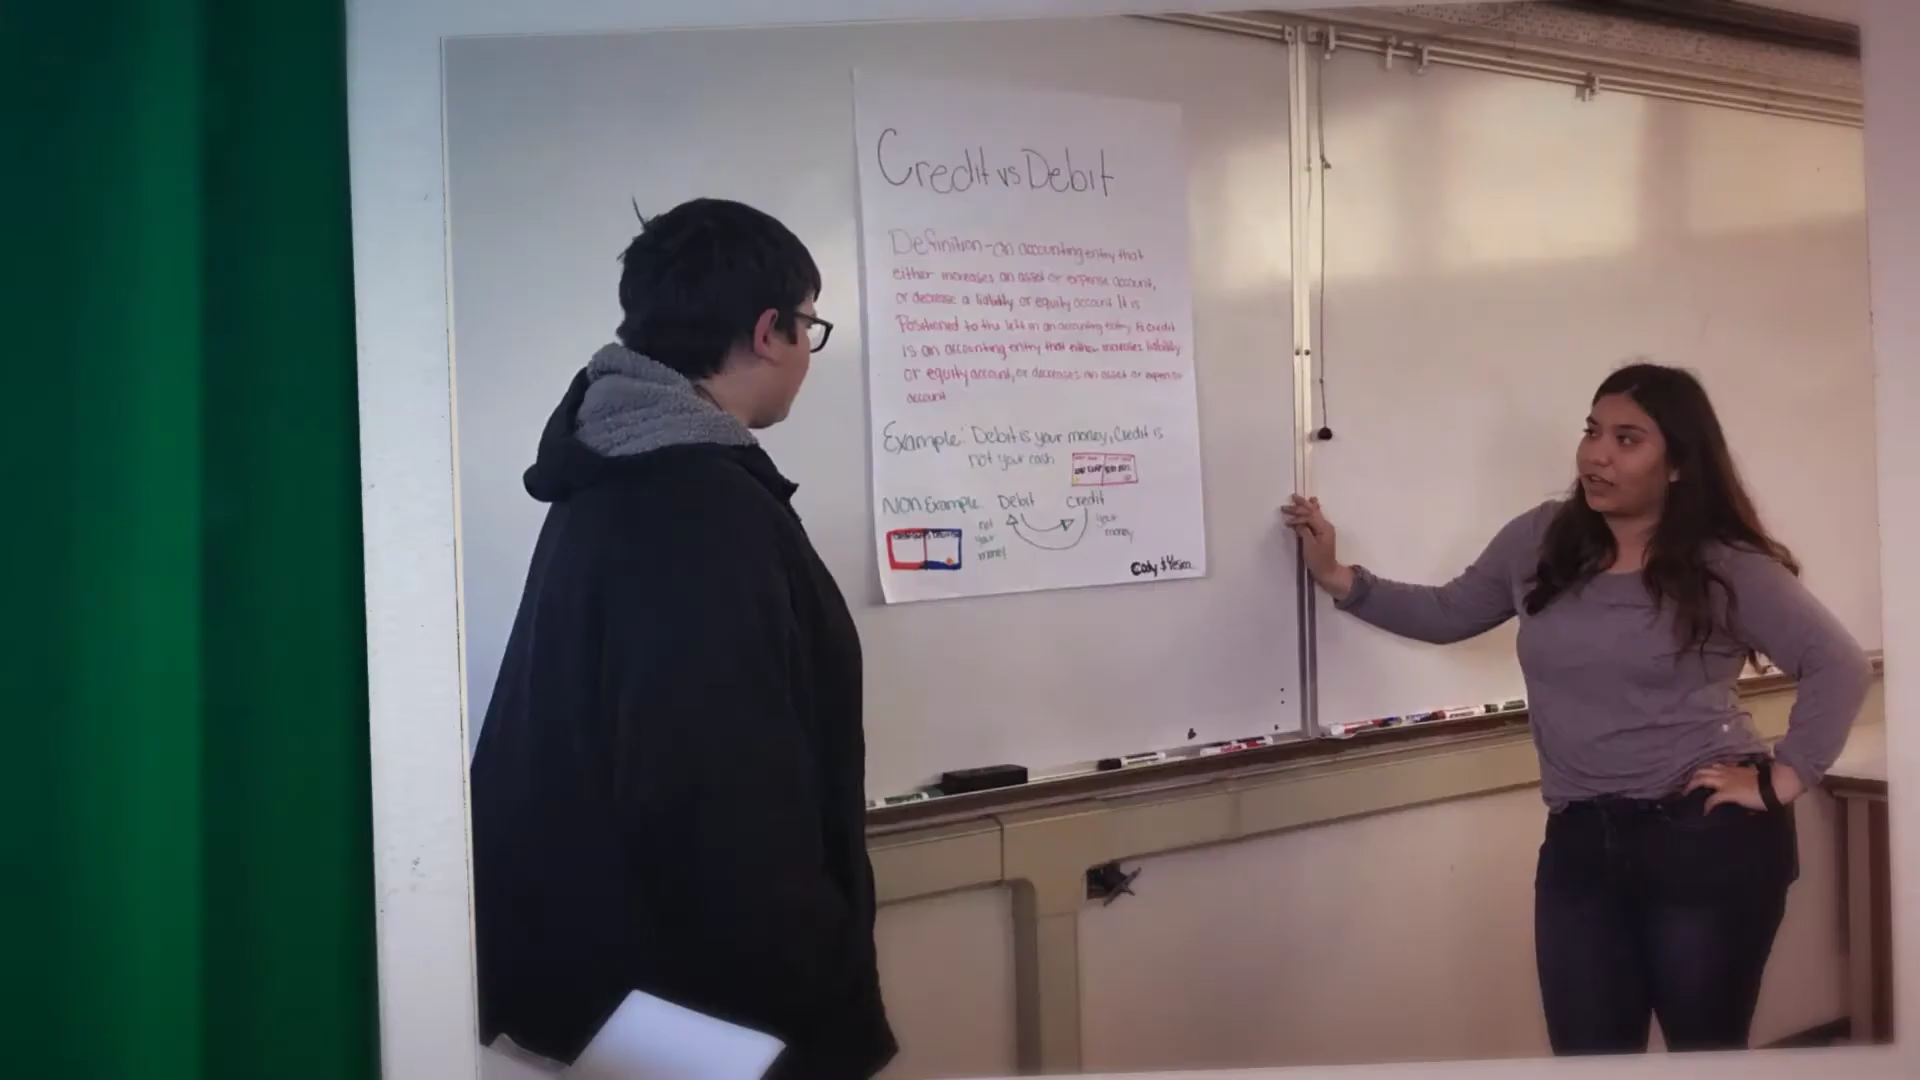 Credit vs Debit
Definition - an accounting entry that
either increases an asset or expense account,
or decrease a liability or equity account. It is
Positioned to the left in an accounting entry. A credit
is an accounting entry that either increases liability
or equity account, or decreases an asset or expense
account
Example: Debit is your money, Credit is
not your cash
NON Example: Debit Credit
not your money
your money
Cody & Yesenia